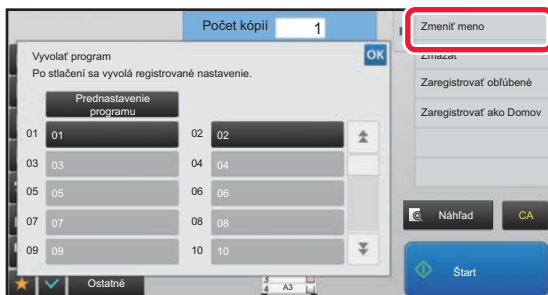 Počet kópií 1
Zmeniť meno
Vyvolať program
OK
Zmazať
Po stlačení sa vyvolá registrované nastavenie.
Zaregistrovať obľúbené
Prednastavenie
programu
Zaregistrovať ako Domov
01 01 02 02
03 03 04 04
05 05 06 06
07 07 08 08
Náhľad CA
09 09 10 10
Štart
Ostatné
3
4 A3